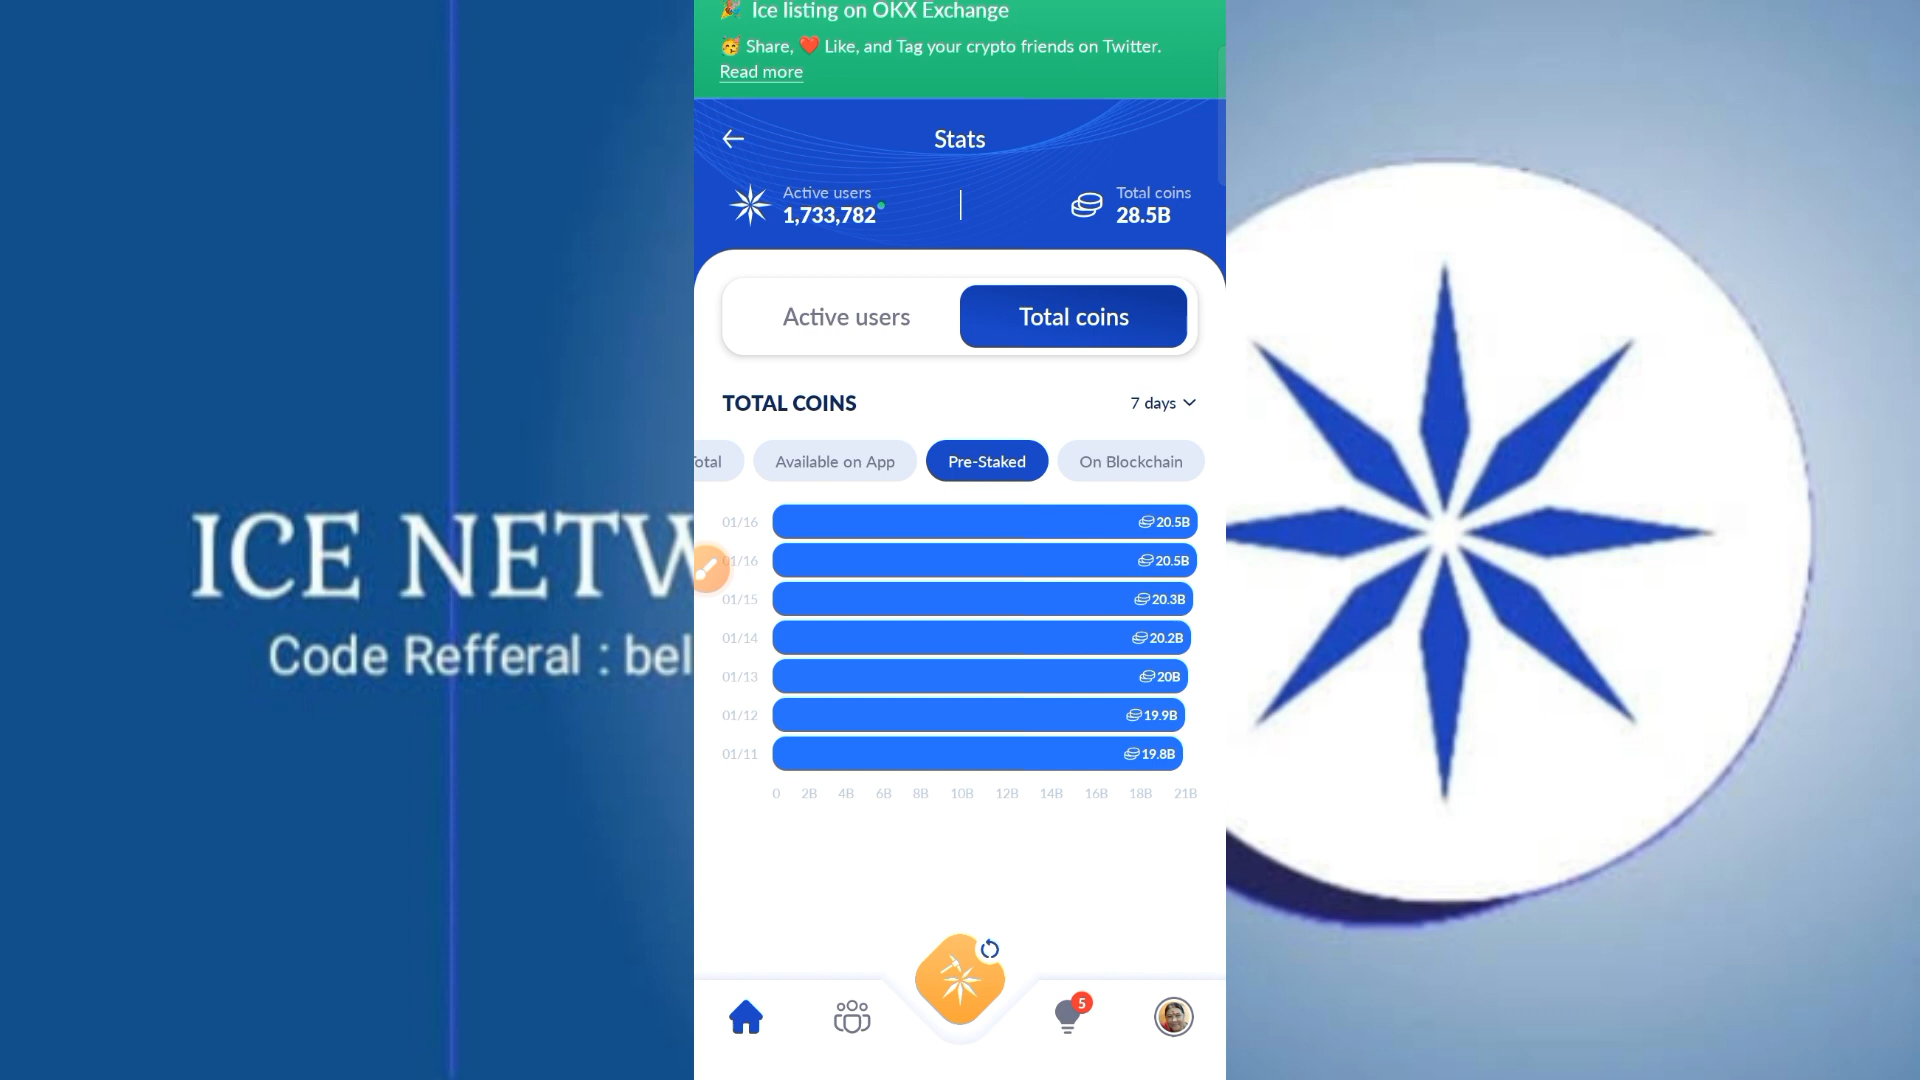 Ice listing on OKX Exchange
🥳 Share, ❤️ Like, and Tag your crypto friends on Twitter.
Read more
Stats
Active users
1,733,782
Total coins
28.5B
Active users
Total coins
TOTAL COINS
7 days
Total
Available on App
Pre-Staked
On Blockchain
01/16 20.5B
01/16 20.5B
01/15 20.3B
01/14 20.2B
01/13 20B
01/12 19.9B
01/11 19.8B
0 2B 4B 6B 8B 10B 12B 14B 16B 18B 21B
5
ICE NETW
Code Refferal : bel